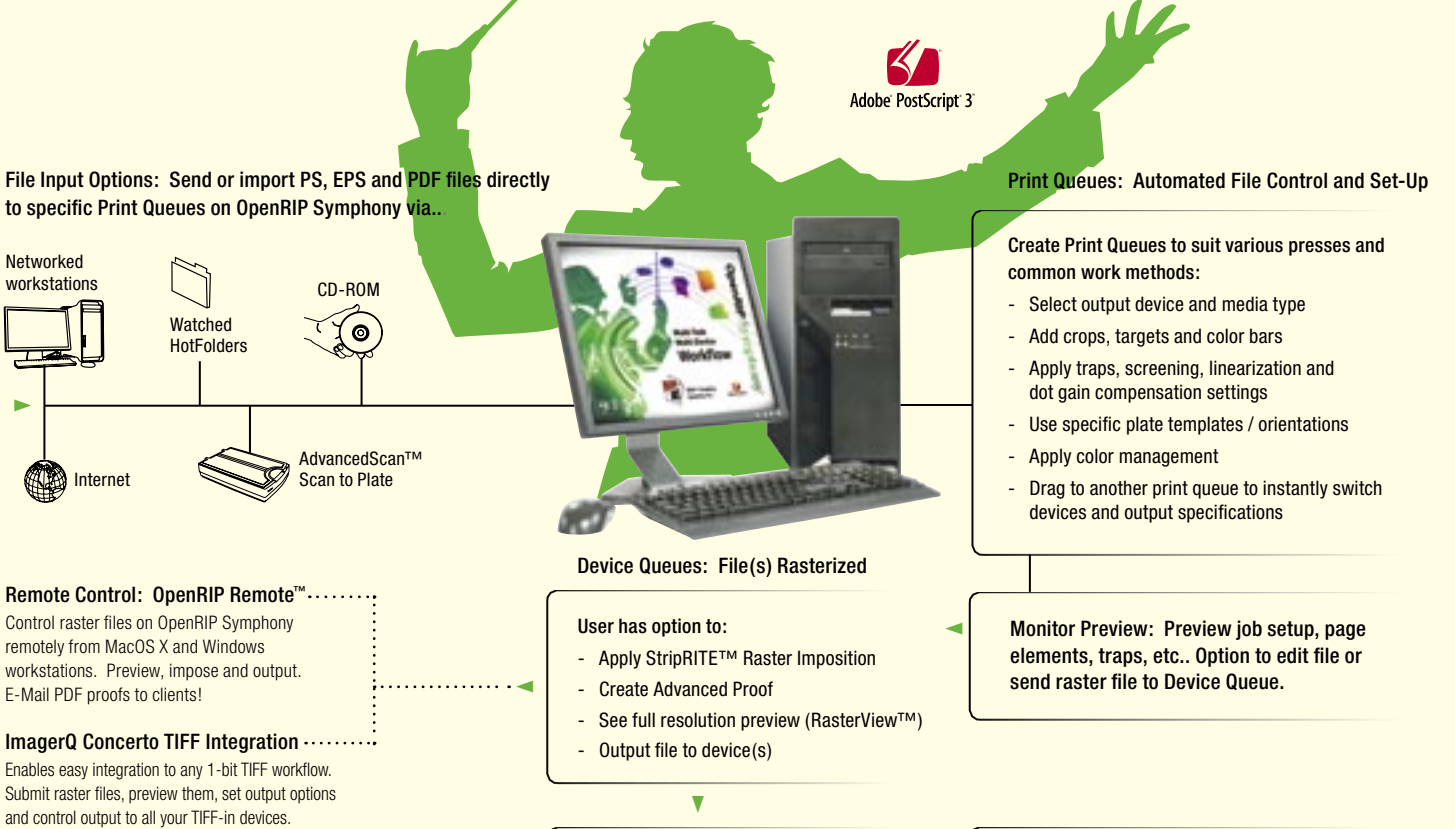 Adobe® PostScript® 3™
File Input Options:  Send or import PS, EPS and PDF files directly
to specific Print Queues on OpenRIP Symphony via..
Networked
workstations
Watched
HotFolders
CD-ROM
Internet
AdvancedScan™
Scan to Plate
Multi-Task
Multi-Device
Workflow
Print Queues:  Automated File Control and Set-Up
Create Print Queues to suit various presses and
common work methods:
- Select output device and media type
- Add crops, targets and color bars
- Apply traps, screening, linearization and
dot gain compensation settings
- Use specific plate templates / orientations
- Apply color management
- Drag to another print queue to instantly switch
devices and output specifications
Monitor Preview:  Preview job setup, page
elements, traps, etc.. Option to edit file or
send raster file to Device Queue.
Device Queues:  File(s) Rasterized
User has option to:
- Apply StripRITE™ Raster Imposition
- Create Advanced Proof
- See full resolution preview (RasterView™)
- Output file to device(s)
Remote Control:  OpenRIP Remote™
Control raster files on OpenRIP Symphony
remotely from MacOS X and Windows
workstations.  Preview, impose and output.
E-Mail PDF proofs to clients!
ImagerQ Concerto TIFF Integration
Enables easy integration to any 1-bit TIFF workflow.
Submit raster files, preview them, set output options
and control output to all your TIFF-in devices.